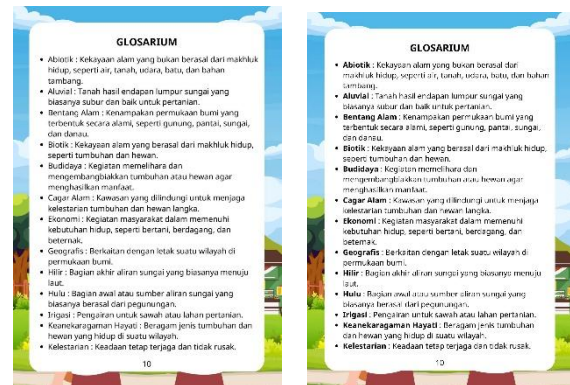 GLOSARIUM
• Abiotik : Kekayaan alam yang bukan berasal dari makhluk
hidup, seperti air, tanah, udara, batu, dan bahan
tambang.
• Aluvial : Tanah hasil endapan lumpur sungai yang
biasanya subur dan baik untuk pertanian.
• Bentang Alam : Kenampakan permukaan bumi yang
terbentuk secara alami, seperti gunung, pantai, sungai,
dan danau.
• Biotik : Kekayaan alam yang berasal dari makhluk hidup,
seperti tumbuhan dan hewan.
• Budidaya : Kegiatan memelihara dan
mengembangbiakkan tumbuhan atau hewan agar
menghasilkan manfaat.
• Cagar Alam : Kawasan yang dilindungi untuk menjaga
kelestarian tumbuhan dan hewan langka.
• Ekonomi : Kegiatan masyarakat dalam memenuhi
kebutuhan hidup, seperti bertani, berdagang, dan
beternak.
• Geografis : Berkaitan dengan letak suatu wilayah di
permukaan bumi.
• Hilir : Bagian akhir aliran sungai yang biasanya menuju
laut.
• Hulu : Bagian awal atau sumber aliran sungai yang
biasanya berasal dari pegunungan.
• Irigasi : Pengairan untuk sawah atau lahan pertanian.
• Keanekaragaman Hayati : Beragam jenis tumbuhan dan
hewan yang hidup di suatu wilayah.
• Kelestarian : Keadaan tetap terjaga dan tidak rusak.
10
GLOSARIUM
• Abiotik : Kekayaan alam yang bukan berasal dari
makhluk hidup, seperti air, tanah, udara, batu, dan bahan
tambang.
• Aluvial : Tanah hasil endapan lumpur sungai yang
biasanya subur dan baik untuk pertanian.
• Bentang Alam : Kenampakan permukaan bumi yang
terbentuk secara alami, seperti gunung, pantai, sungai,
dan danau.
• Biotik : Kekayaan alam yang berasal dari makhluk hidup,
seperti tumbuhan dan hewan.
• Budidaya : Kegiatan memelihara dan
mengembangbiakkan tumbuhan atau hewan agar
menghasilkan manfaat.
• Cagar Alam : Kawasan yang dilindungi untuk menjaga
kelestarian tumbuhan dan hewan langka.
• Ekonomi : Kegiatan masyarakat dalam memenuhi
kebutuhan hidup, seperti bertani, berdagang, dan
beternak.
• Geografis : Berkaitan dengan letak suatu wilayah di
permukaan bumi.
• Hilir : Bagian akhir aliran sungai yang biasanya menuju
laut.
• Hulu : Bagian awal atau sumber aliran sungai yang
biasanya berasal dari pegunungan.
• Irigasi : Pengairan untuk sawah atau lahan pertanian.
• Keanekaragaman Hayati : Beragam jenis tumbuhan
dan hewan yang hidup di suatu wilayah.
• Kelestarian : Keadaan tetap terjaga dan tidak rusak.
10